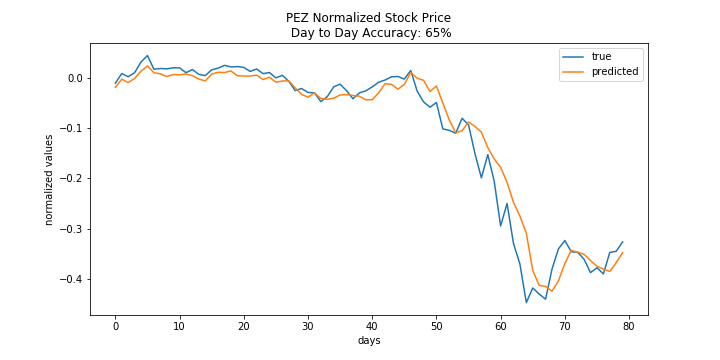 PEZ Normalized Stock Price
Day to Day Accuracy: 65%
true
predicted
normalized values
0.0
−0.1
−0.2
−0.3
−0.4
0 10 20 30 40 50 60 70 80
days